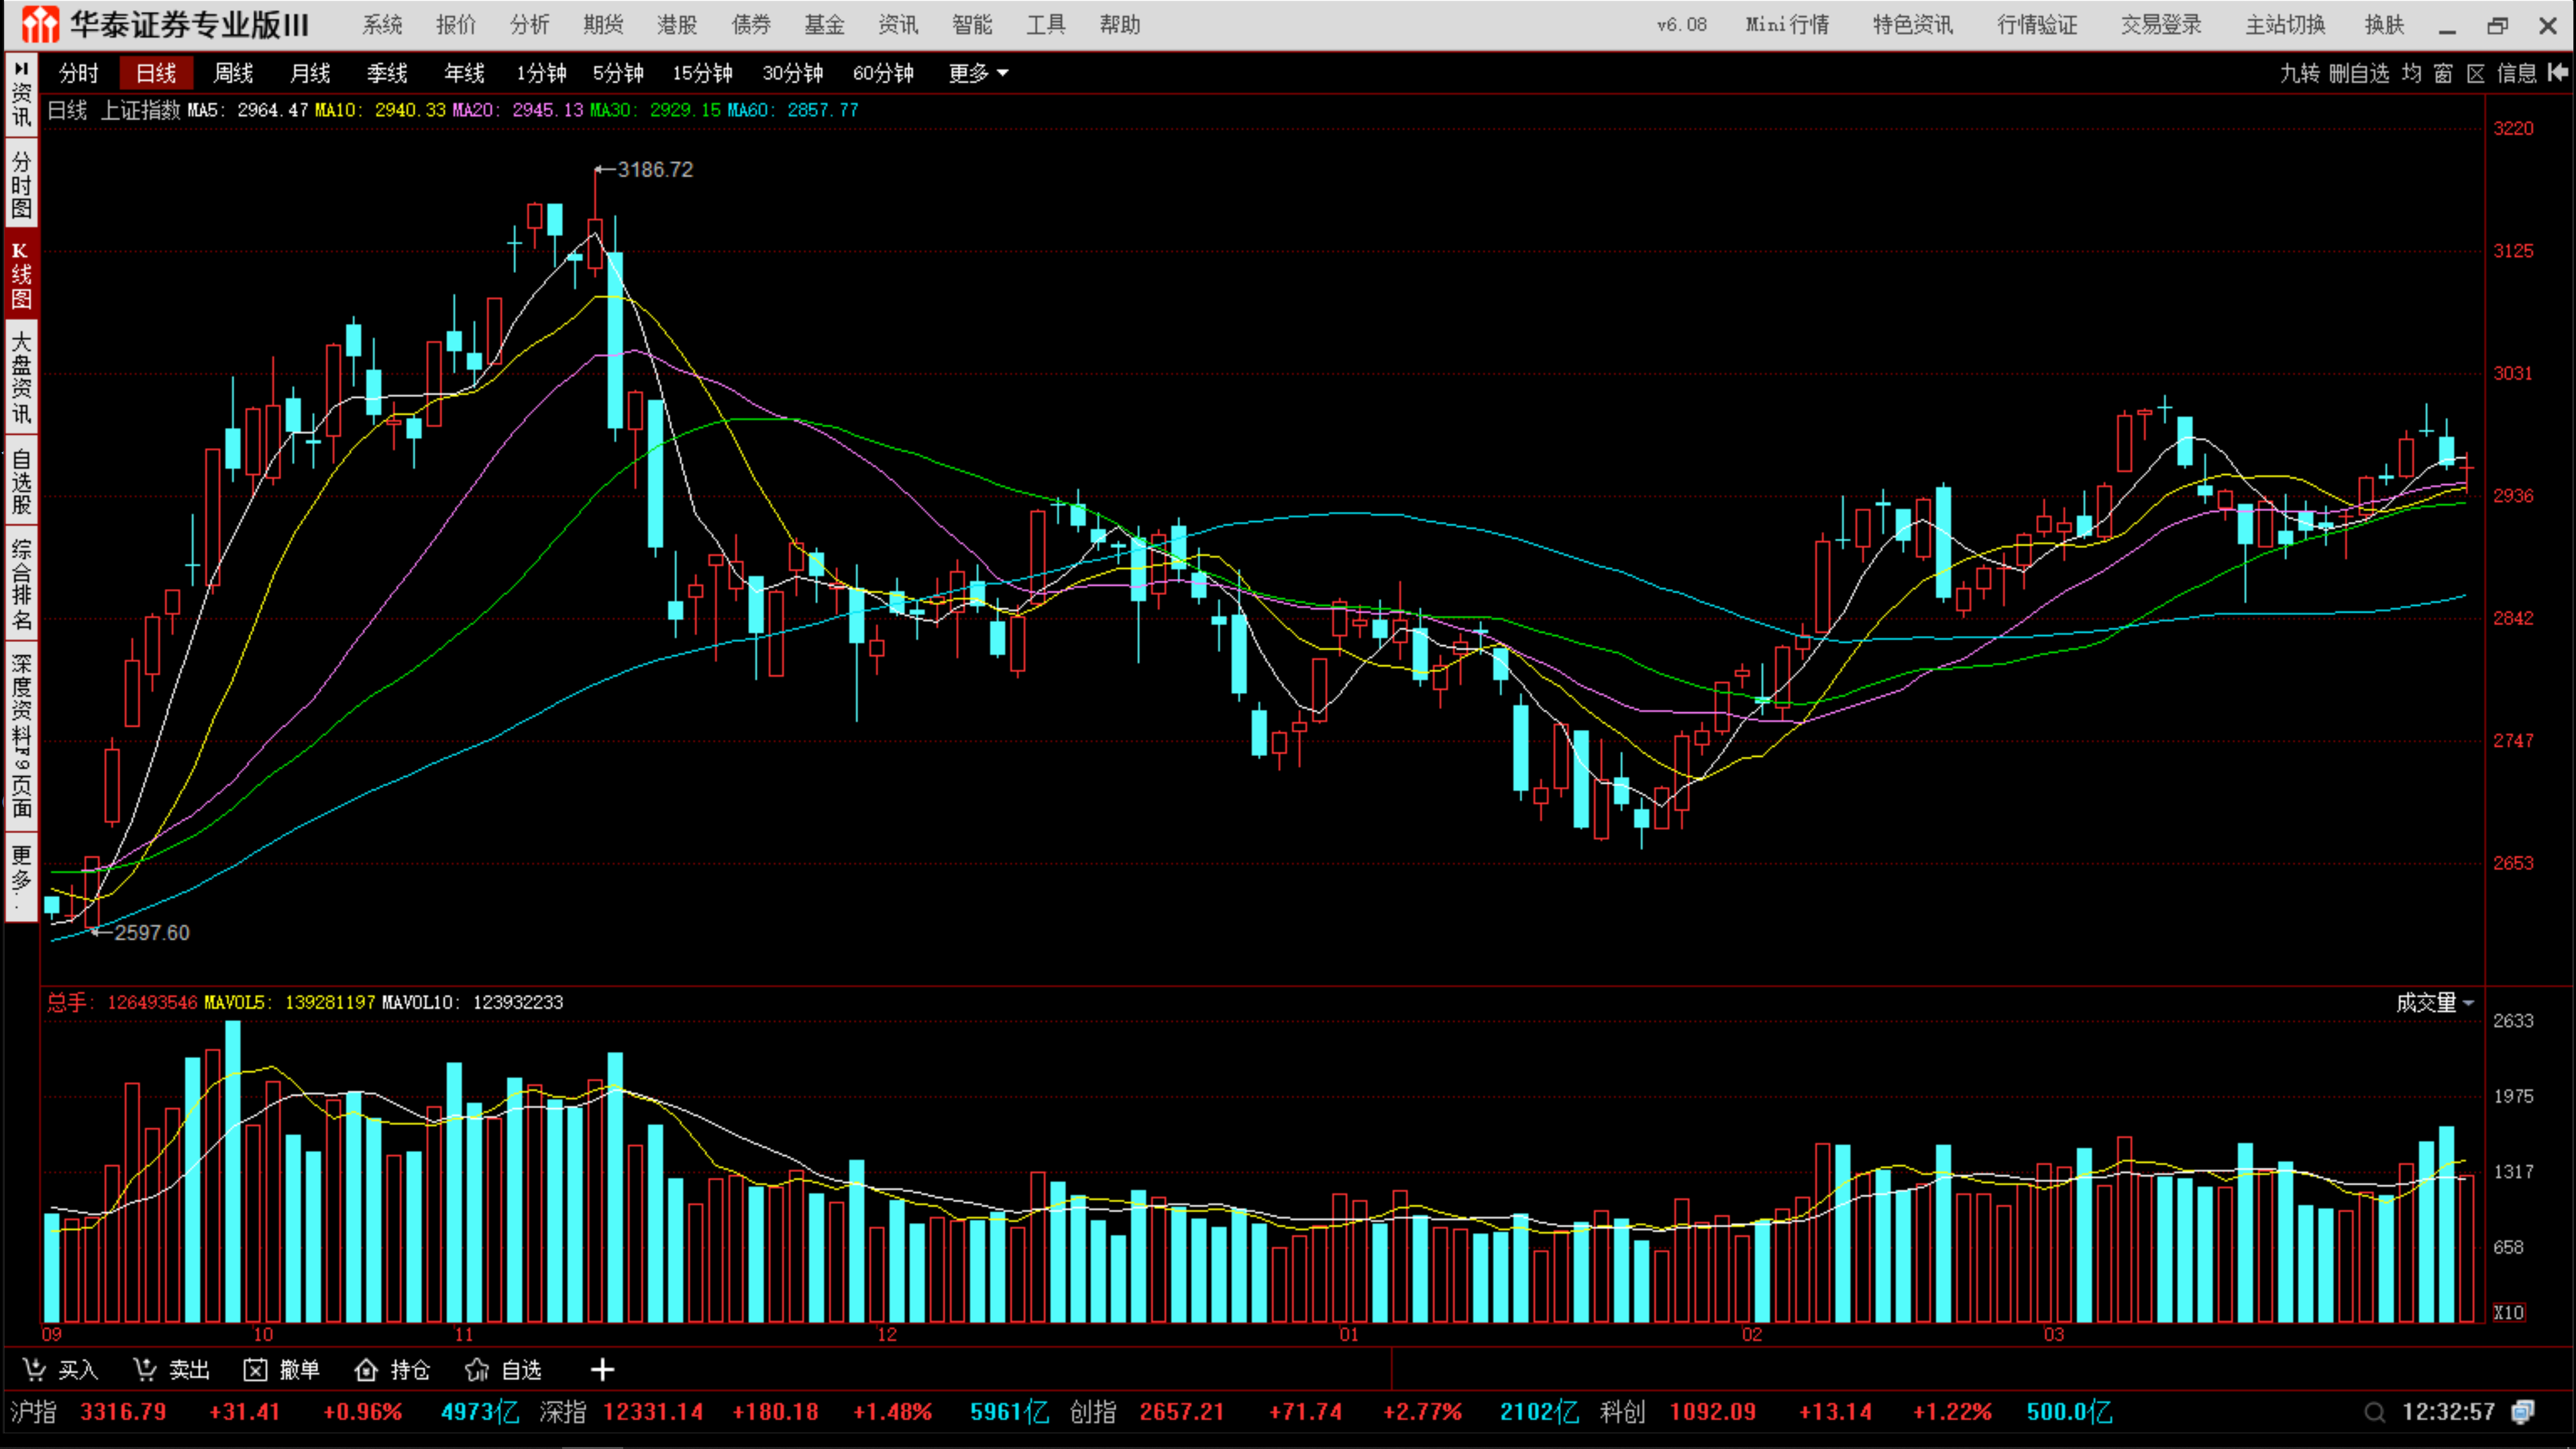 华泰证券专业版III 系统 报价 分析 期货 港股 债券 基金 资讯 智能 工具 帮助 v6.08 Mini行情 特色资讯 行情验证 交易登录 主站切换 换肤
分时 日线 周线 月线 季线 年线 1分钟 5分钟 15分钟 30分钟 60分钟 更多 九转 删自选 均 窗 区 信息
资讯
分时图
K线图
大盘资讯
自选股
综合排名
深度资料F9页面
更多..
日线 上证指数 MA5: 2964.47 MA10: 2940.33 MA20: 2945.13 MA30: 2929.15 MA60: 2857.77
3220
3186.72
3125
3031
2936
2842
2747
2653
2597.60
总手: 126493546 MAVOL5: 139281197 MAVOL10: 123932233 成交量
2633
1975
1317
658
X10
09 10 11 12 01 02 03
买入 卖出 撤单 持仓 自选 +
沪指 3316.79 +31.41 +0.96% 4973亿 深指 12331.14 +180.18 +1.48% 5961亿 创指 2657.21 +71.74 +2.77% 2102亿 科创 1092.09 +13.14 +1.22% 500.0亿 12:32:57